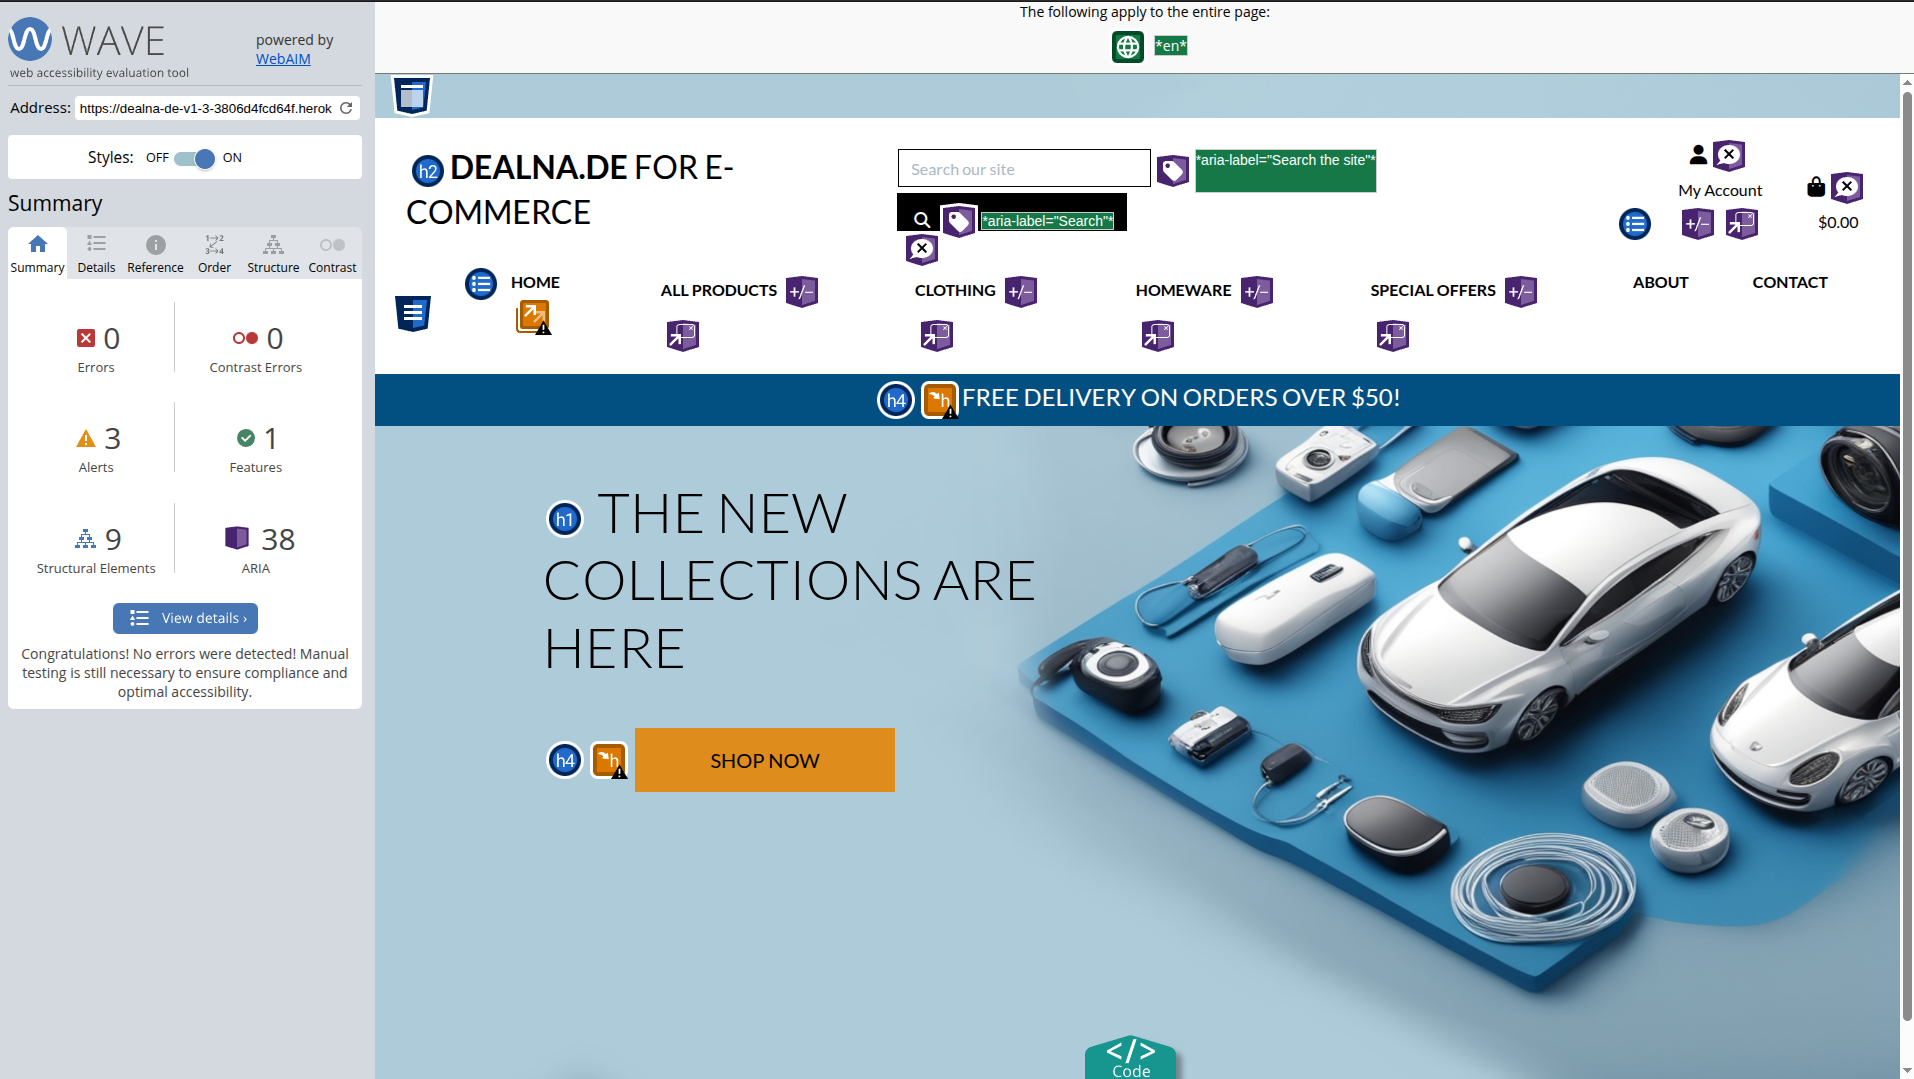 The following apply to the entire page:
*en*
WAVE
powered by
WebAIM
web accessibility evaluation tool
Address: https://dealna-de-v1-3-3806d4fcd64f.herok
Styles: OFF ON
Summary
Summary Details Reference Order Structure Contrast
0 Errors
0 Contrast Errors
3 Alerts
1 Features
9 Structural Elements
38 ARIA
View details ›
Congratulations! No errors were detected! Manual
testing is still necessary to ensure compliance and
optimal accessibility.
h2 DEALNA.DE FOR E-
COMMERCE
Search our site
*aria-label="Search the site"*
*aria-label="Search"*
My Account
+/-
$0.00
HOME
ALL PRODUCTS +/-
CLOTHING +/-
HOMEWARE +/-
SPECIAL OFFERS +/-
ABOUT
CONTACT
h4 h FREE DELIVERY ON ORDERS OVER $50!
h1 THE NEW
COLLECTIONS ARE
HERE
h4 h SHOP NOW
</>
Code